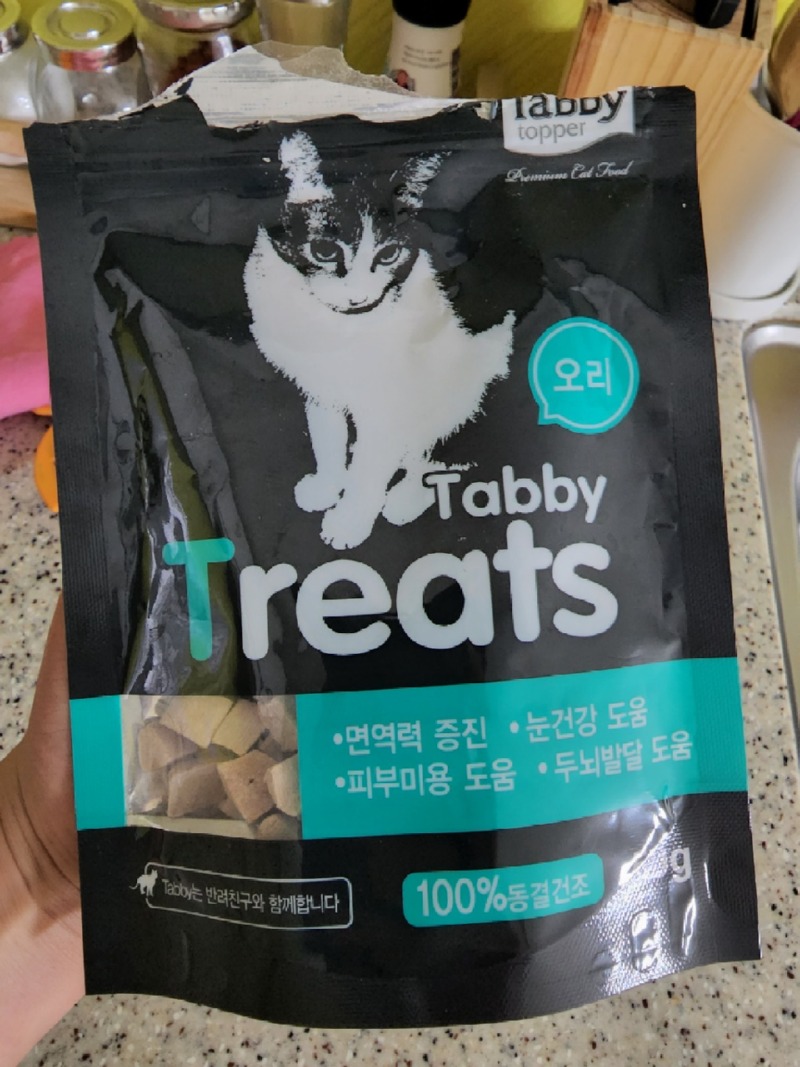 Tabby
topper
Premium Cat Food
오리
Tabby
Treats
•면역력 증진 •눈건강 도움
•피부미용 도움 •두뇌발달 도움
Tabby는 반려친구와 함께합니다
100%동결건조
g